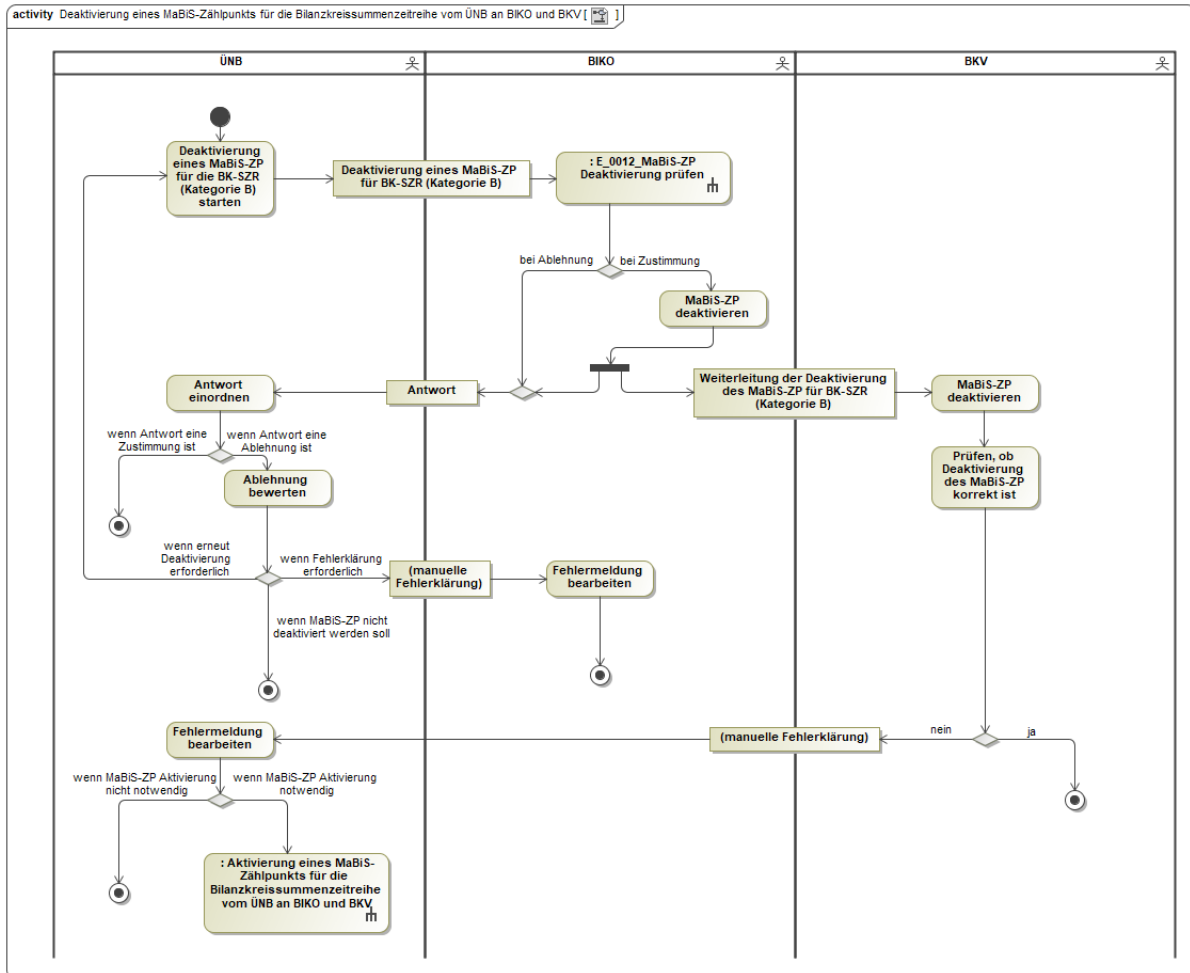 activity Deaktivierung eines MaBiS-Zählpunkts für die Bilanzkreissummenzeitreihe vom ÜNB an BIKO und BKV [ ]
ÜNB
BIKO
BKV
Deaktivierung
eines MaBiS-ZP
für die BK-SZR
(Kategorie B)
starten
Deaktivierung eines MaBiS-ZP
für BK-SZR (Kategorie B)
: E_0012_MaBiS-ZP
Deaktivierung prüfen
bei Ablehnung
bei Zustimmung
MaBiS-ZP
deaktivieren
Antwort
einordnen
Antwort
Weiterleitung der Deaktivierung
des MaBiS-ZP für BK-SZR
(Kategorie B)
MaBiS-ZP
deaktivieren
wenn Antwort eine
Zustimmung ist
wenn Antwort eine
Ablehnung ist
Ablehnung
bewerten
Prüfen, ob
Deaktivierung
des MaBiS-ZP
korrekt ist
wenn erneut
Deaktivierung
erforderlich
wenn Fehlerklärung
erforderlich
(manuelle
Fehlerklärung)
Fehlermeldung
bearbeiten
wenn MaBiS-ZP nicht
deaktiviert werden soll
Fehlermeldung
bearbeiten
(manuelle Fehlerklärung)
nein
ja
wenn MaBiS-ZP Aktivierung
nicht notwendig
wenn MaBiS-ZP Aktivierung
notwendig
: Aktivierung eines MaBiS-
Zählpunkts für die
Bilanzkreissummenzeitreihe
vom ÜNB an BIKO und BKV